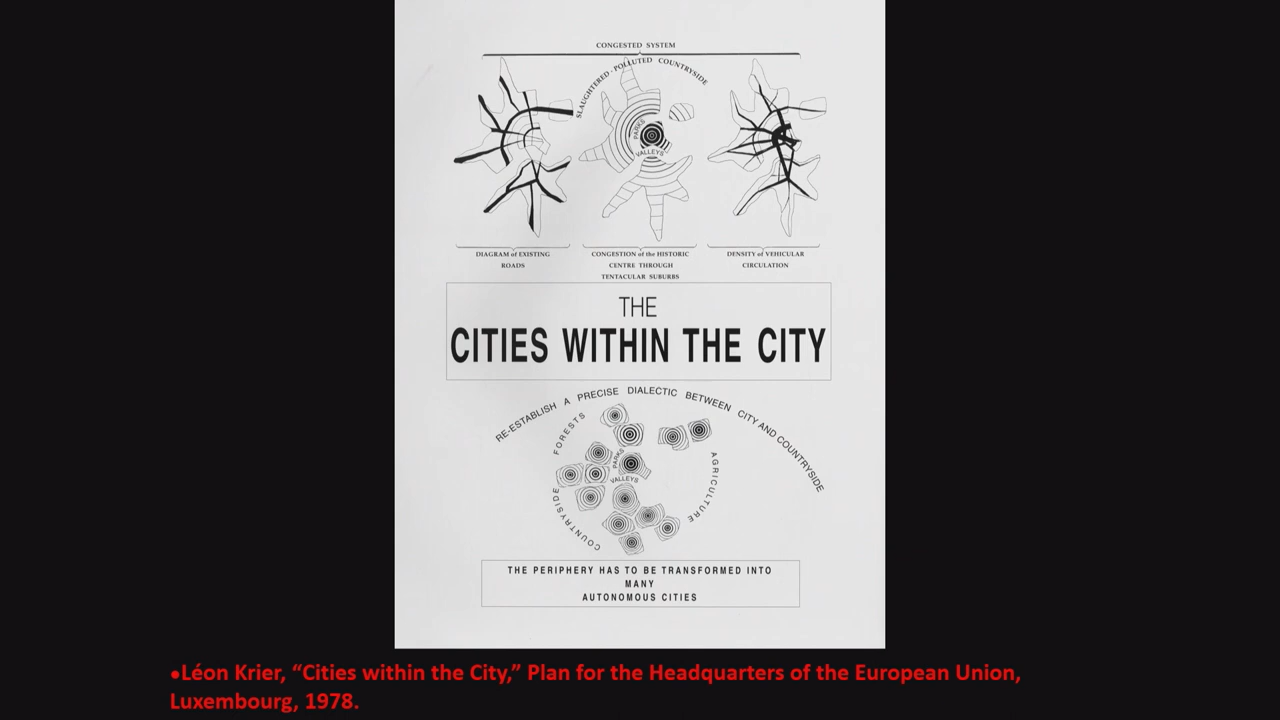 CONGESTED SYSTEM
SLAUGHTERED · POLLUTED COUNTRYSIDE
PARKS
VALLEYS
DIAGRAM of EXISTING
ROADS
CONGESTION of the HISTORIC
CENTRE THROUGH
TENTACULAR SUBURBS
DENSITY of VEHICULAR
CIRCULATION
THE
CITIES WITHIN THE CITY
RE-ESTABLISH A PRECISE DIALECTIC BETWEEN CITY AND COUNTRYSIDE
FORESTS
PARKS
VALLEYS
AGRICULTURE
COUNTRYSIDE
THE PERIPHERY HAS TO BE TRANSFORMED INTO
MANY
AUTONOMOUS CITIES
•Léon Krier, “Cities within the City,” Plan for the Headquarters of the European Union,
Luxembourg, 1978.